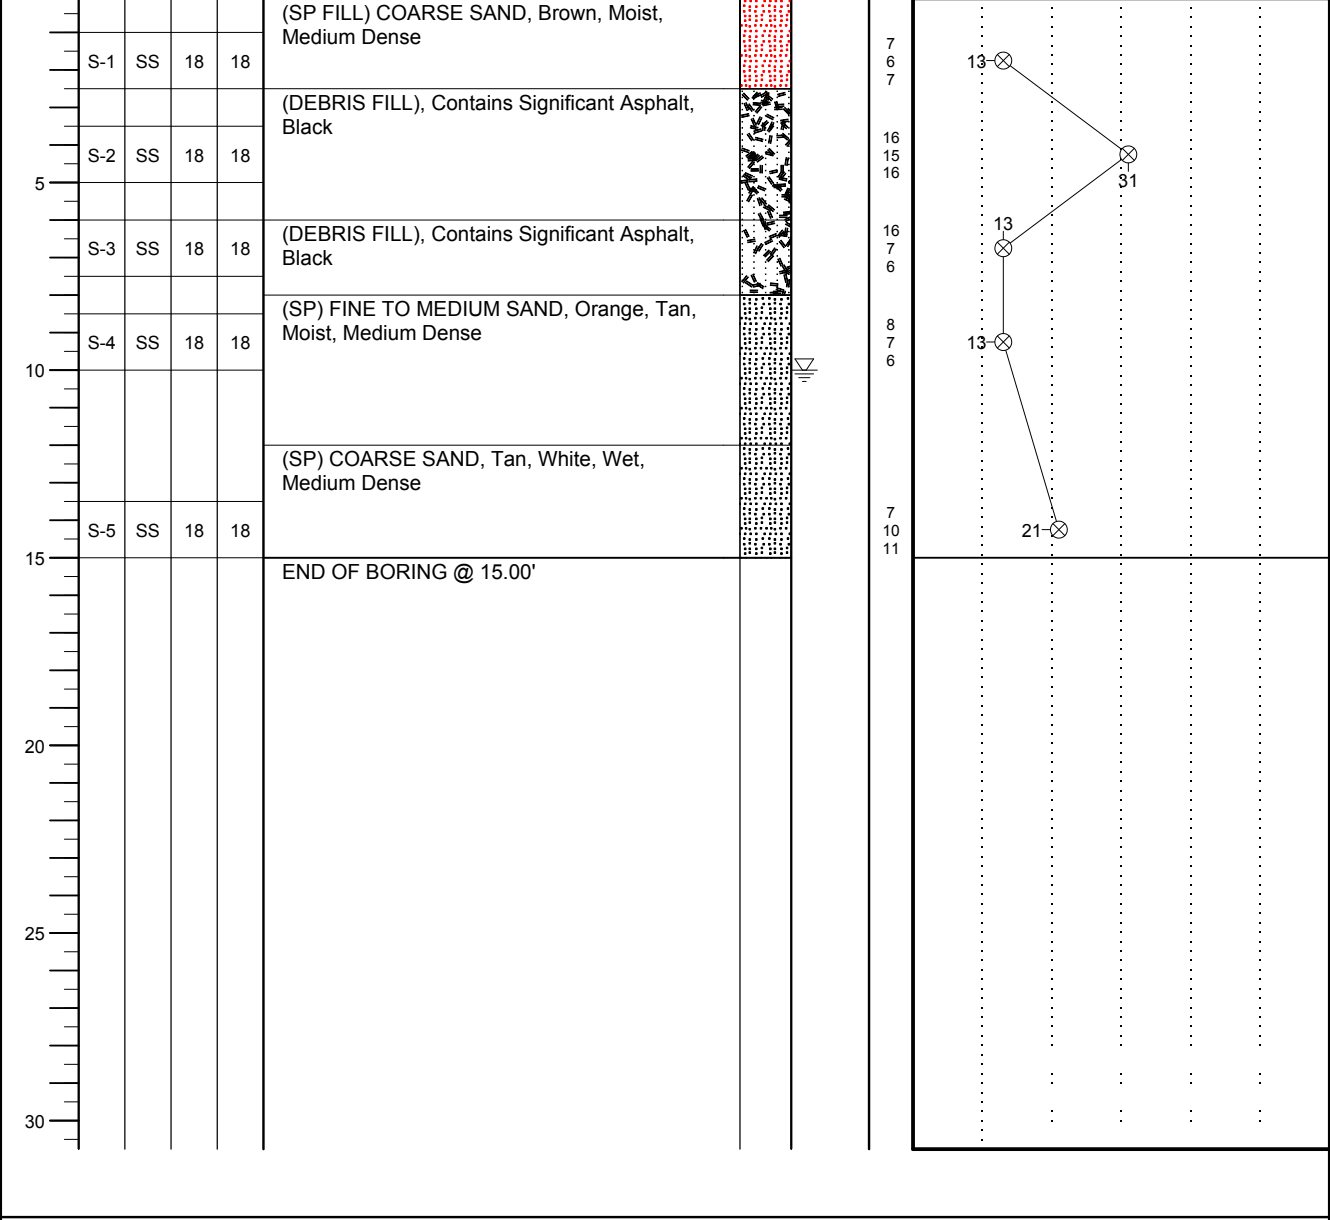 (SP FILL) COARSE SAND, Brown, Moist,
Medium Dense
S-1 SS 18 18
7
6
7
13
(DEBRIS FILL), Contains Significant Asphalt,
Black
S-2 SS 18 18
16
15
16
31
5
(DEBRIS FILL), Contains Significant Asphalt,
Black
S-3 SS 18 18
16
7
6
13
(SP) FINE TO MEDIUM SAND, Orange, Tan,
Moist, Medium Dense
S-4 SS 18 18
8
7
6
13
10
(SP) COARSE SAND, Tan, White, Wet,
Medium Dense
S-5 SS 18 18
7
10
11
21
15
END OF BORING @ 15.00'
20
25
30